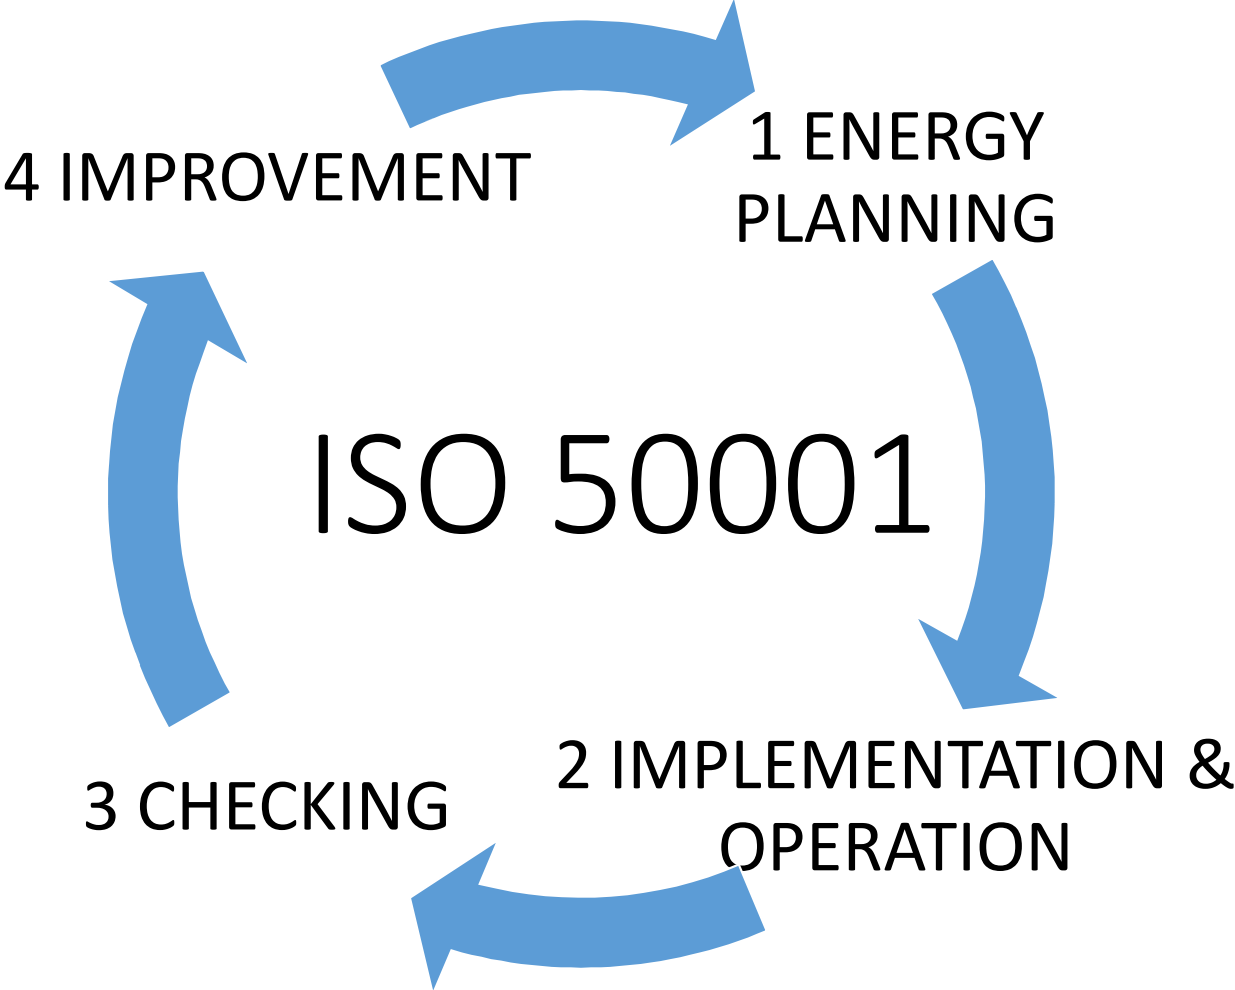 4 IMPROVEMENT
1 ENERGY
PLANNING
ISO 50001
3 CHECKING
2 IMPLEMENTATION &
OPERATION